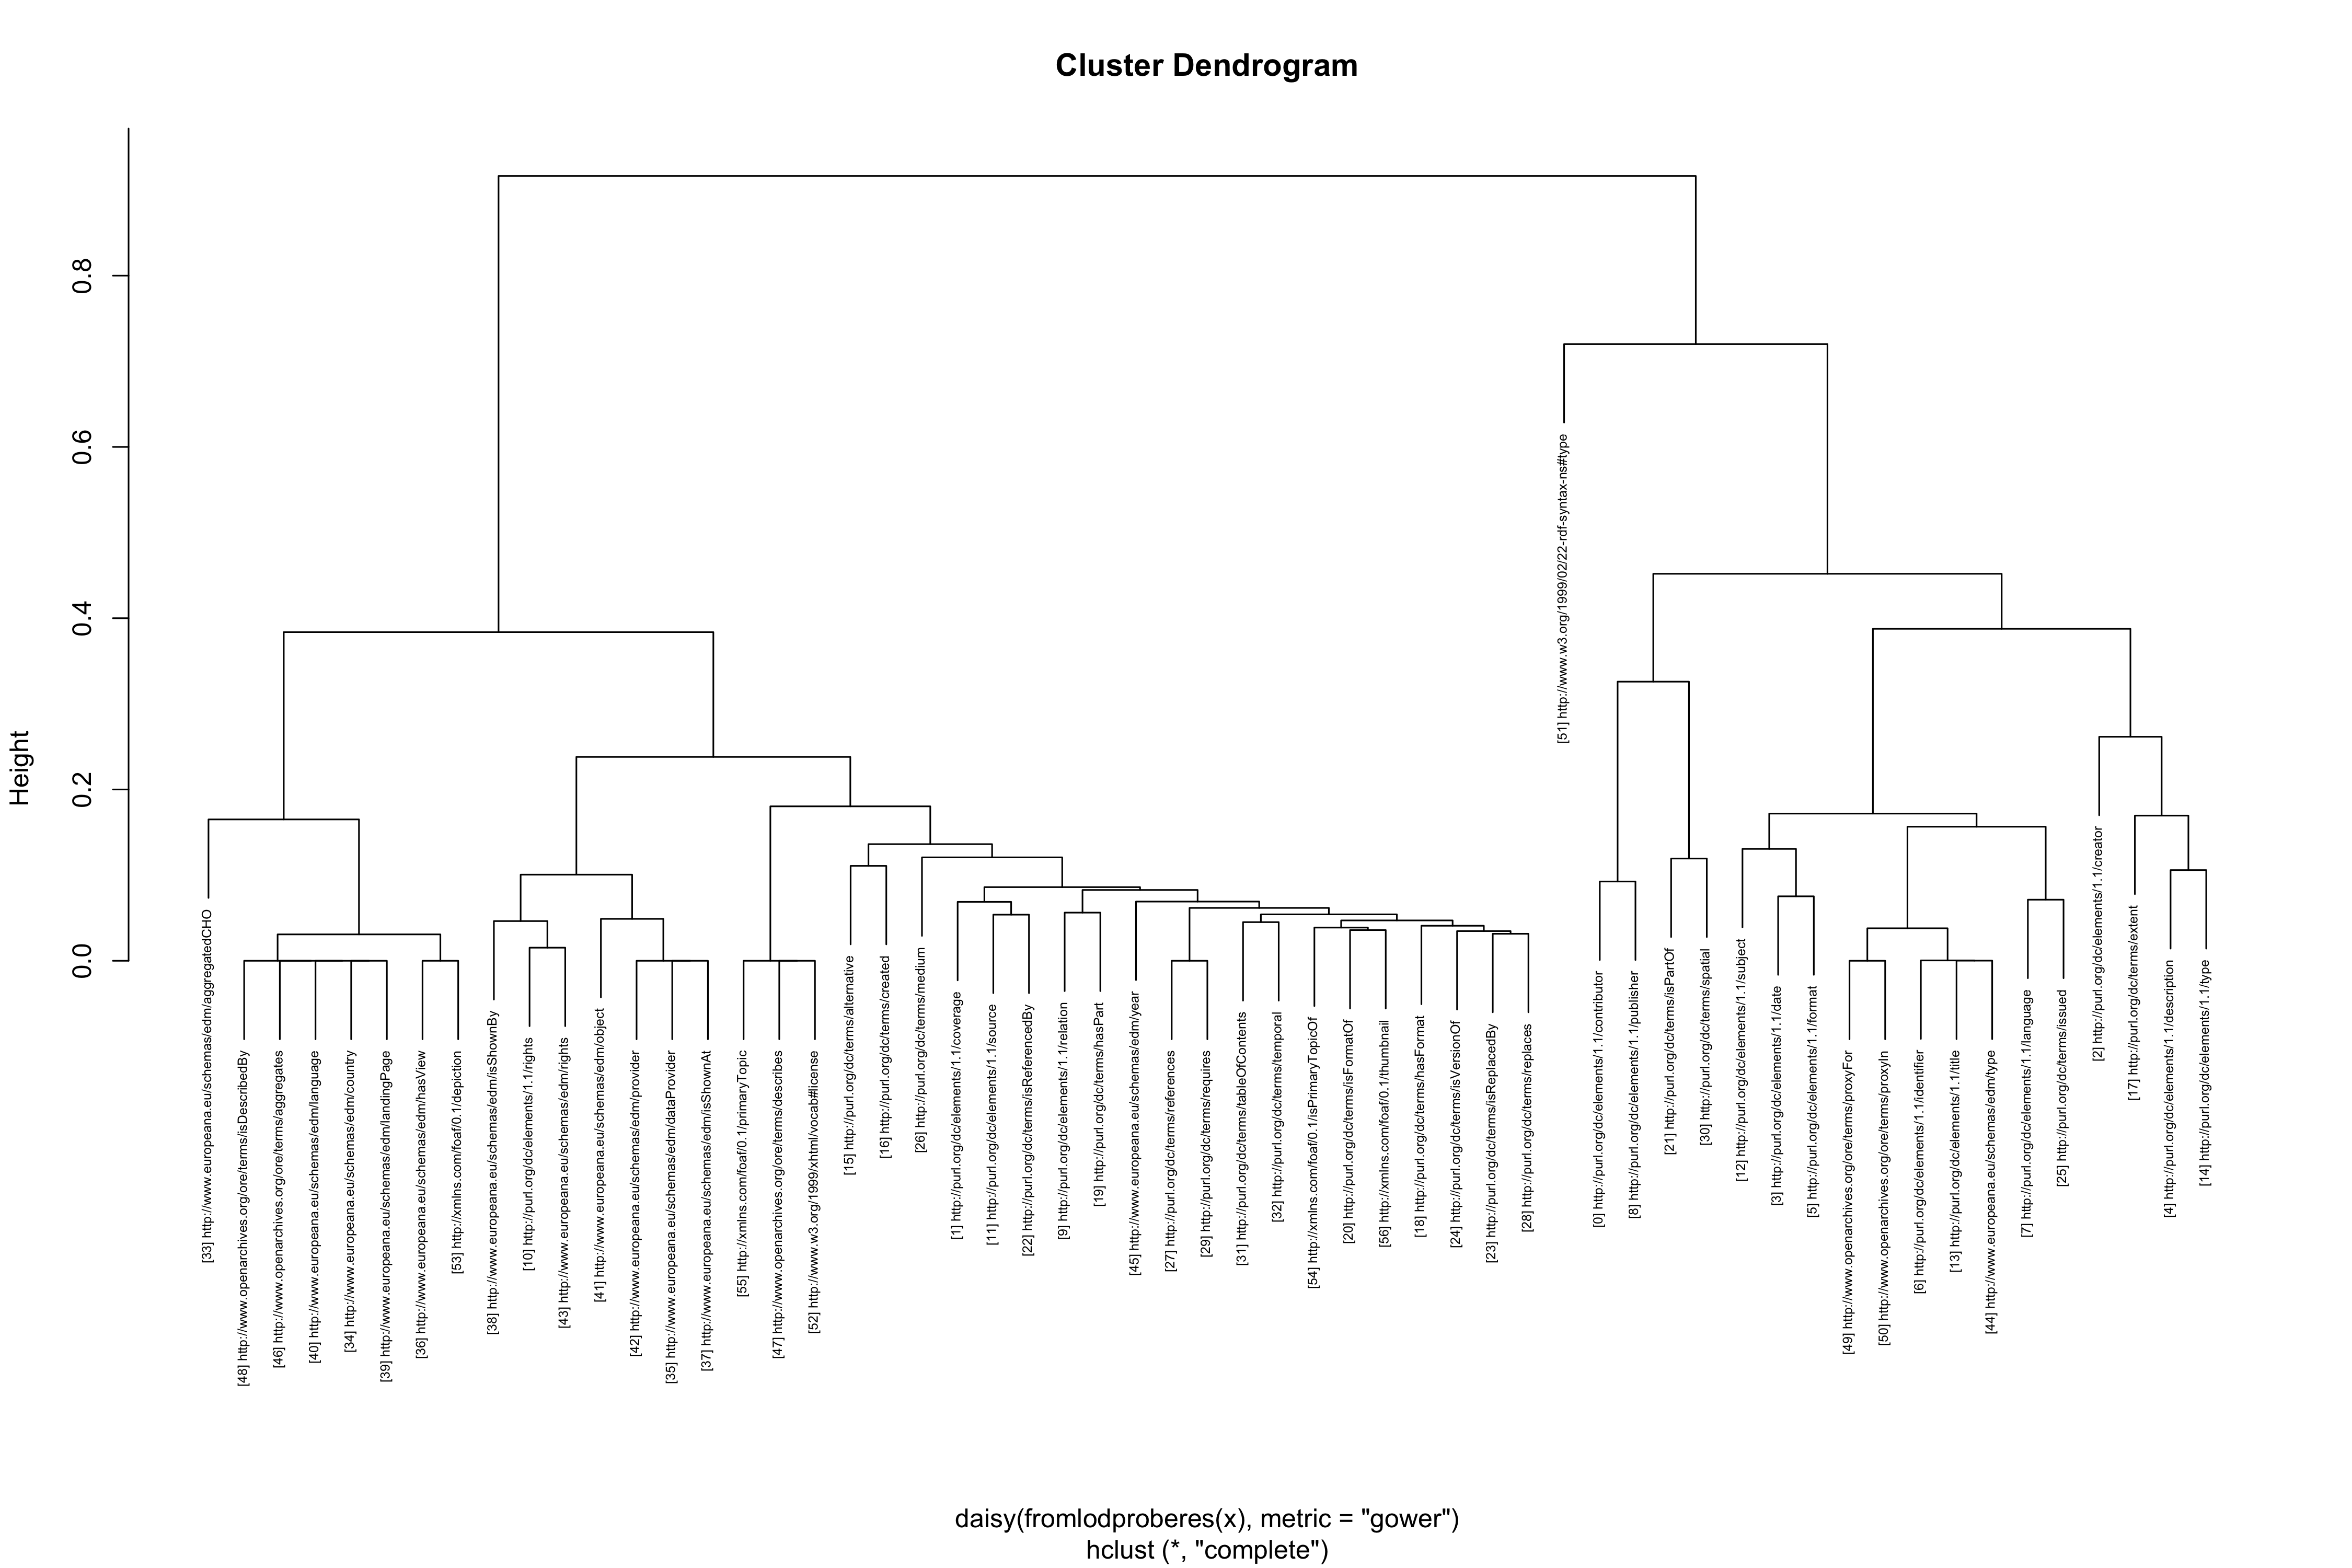 Cluster Dendrogram
Height
0.0
0.2
0.4
0.6
0.8
[33] http://www.europeana.eu/schemas/edm/aggregatedCHO
[48] http://www.openarchives.org/ore/terms/isDescribedBy
[46] http://www.openarchives.org/ore/terms/aggregates
[40] http://www.europeana.eu/schemas/edm/language
[34] http://www.europeana.eu/schemas/edm/country
[39] http://www.europeana.eu/schemas/edm/landingPage
[36] http://www.europeana.eu/schemas/edm/hasView
[53] http://xmlns.com/foaf/0.1/depiction
[38] http://www.europeana.eu/schemas/edm/isShownBy
[10] http://purl.org/dc/elements/1.1/rights
[43] http://www.europeana.eu/schemas/edm/rights
[41] http://www.europeana.eu/schemas/edm/object
[42] http://www.europeana.eu/schemas/edm/provider
[35] http://www.europeana.eu/schemas/edm/dataProvider
[37] http://www.europeana.eu/schemas/edm/isShownAt
[55] http://xmlns.com/foaf/0.1/primaryTopic
[47] http://www.openarchives.org/ore/terms/describes
[52] http://www.w3.org/1999/xhtml/vocab#license
[15] http://purl.org/dc/terms/alternative
[16] http://purl.org/dc/terms/created
[26] http://purl.org/dc/terms/medium
[1] http://purl.org/dc/elements/1.1/coverage
[11] http://purl.org/dc/elements/1.1/source
[22] http://purl.org/dc/terms/isReferencedBy
[9] http://purl.org/dc/elements/1.1/relation
[19] http://purl.org/dc/terms/hasPart
[45] http://www.europeana.eu/schemas/edm/year
[27] http://purl.org/dc/terms/references
[29] http://purl.org/dc/terms/requires
[31] http://purl.org/dc/terms/tableOfContents
[32] http://purl.org/dc/terms/temporal
[54] http://xmlns.com/foaf/0.1/isPrimaryTopicOf
[20] http://purl.org/dc/terms/isFormatOf
[56] http://xmlns.com/foaf/0.1/thumbnail
[18] http://purl.org/dc/terms/hasFormat
[24] http://purl.org/dc/terms/isVersionOf
[23] http://purl.org/dc/terms/isReplacedBy
[28] http://purl.org/dc/terms/replaces
[51] http://www.w3.org/1999/02/22-rdf-syntax-ns#type
[0] http://purl.org/dc/elements/1.1/contributor
[8] http://purl.org/dc/elements/1.1/publisher
[21] http://purl.org/dc/terms/isPartOf
[30] http://purl.org/dc/terms/spatial
[12] http://purl.org/dc/elements/1.1/subject
[3] http://purl.org/dc/elements/1.1/date
[5] http://purl.org/dc/elements/1.1/format
[49] http://www.openarchives.org/ore/terms/proxyFor
[50] http://www.openarchives.org/ore/terms/proxyIn
[6] http://purl.org/dc/elements/1.1/identifier
[13] http://purl.org/dc/elements/1.1/title
[44] http://www.europeana.eu/schemas/edm/type
[7] http://purl.org/dc/elements/1.1/language
[25] http://purl.org/dc/terms/issued
[2] http://purl.org/dc/elements/1.1/creator
[17] http://purl.org/dc/terms/extent
[4] http://purl.org/dc/elements/1.1/description
[14] http://purl.org/dc/elements/1.1/type
daisy(fromlodproberes(x), metric = "gower")
hclust (*, "complete")